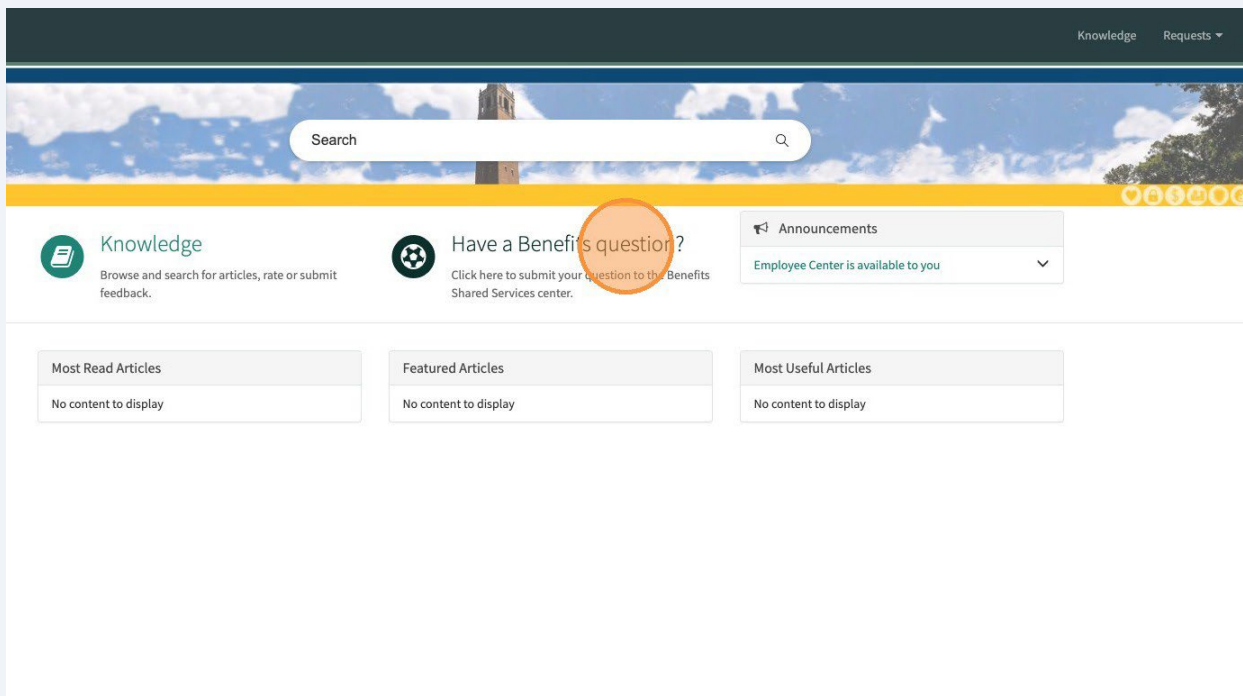 Knowledge Requests
Search
Knowledge
Browse and search for articles, rate or submit
feedback.
Have a Benefits question?
Click here to submit your question to the Benefits
Shared Services center.
Announcements
Employee Center is available to you
Most Read Articles
No content to display
Featured Articles
No content to display
Most Useful Articles
No content to display